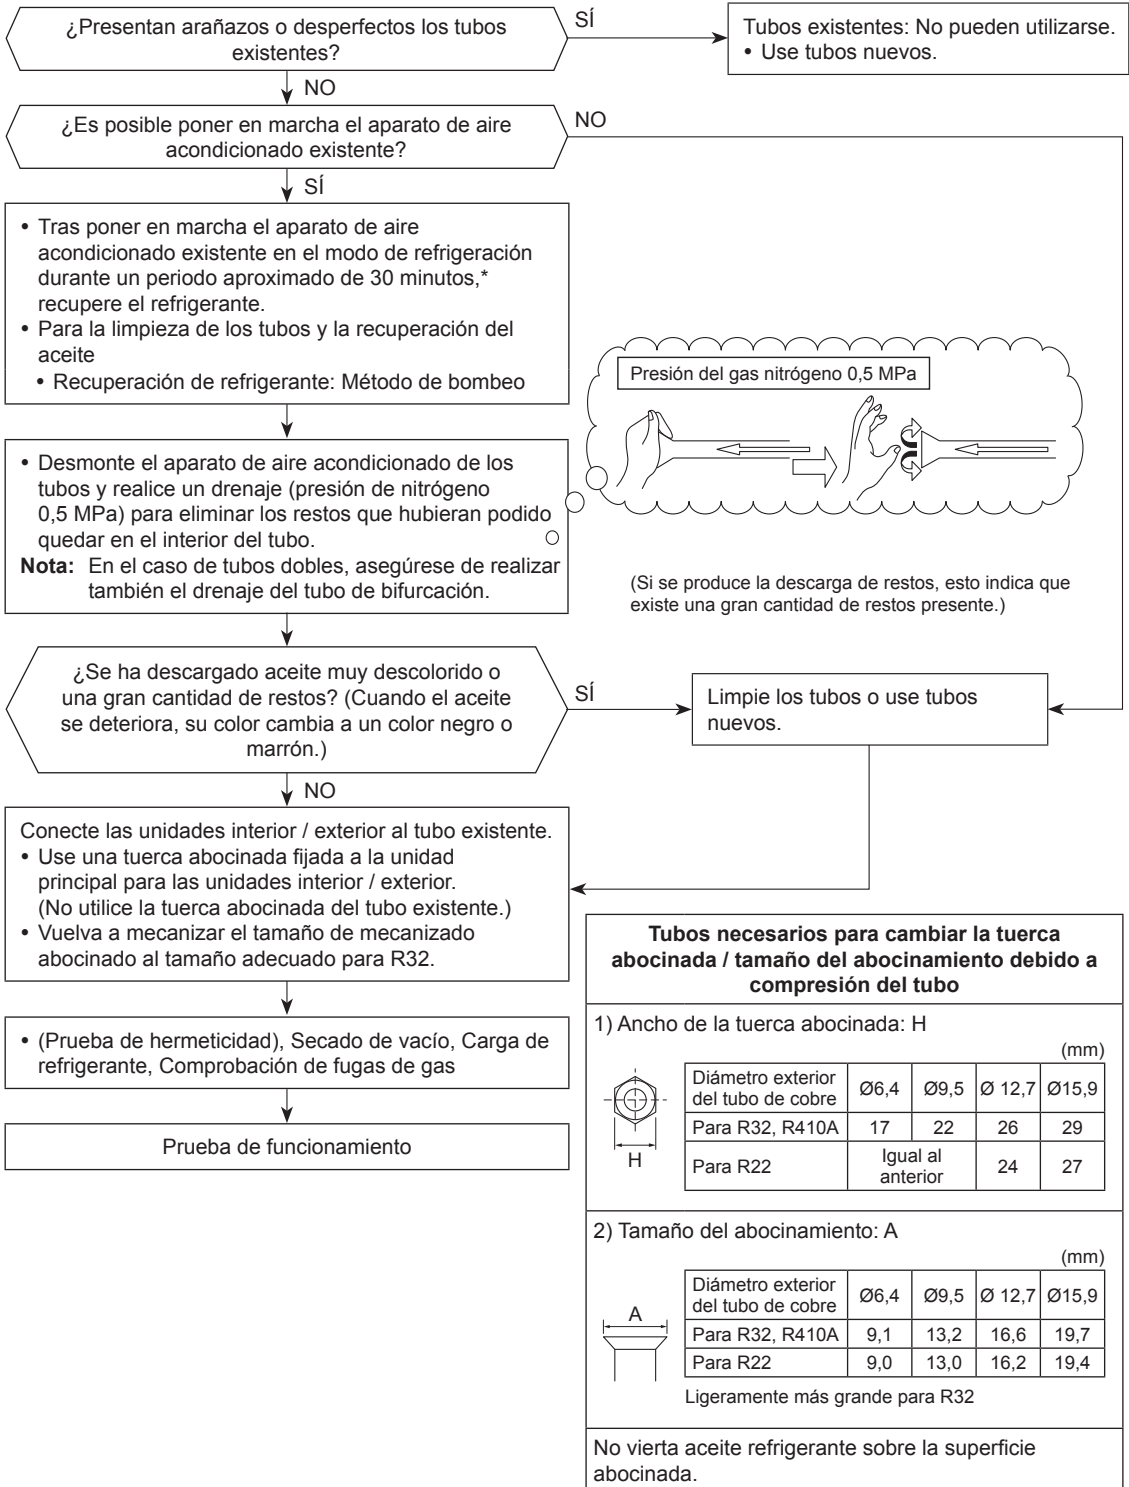 ¿Presentan arañazos o desperfectos los tubos
existentes?
SÍ
Tubos existentes: No pueden utilizarse.
• Use tubos nuevos.
NO
¿Es posible poner en marcha el aparato de aire
acondicionado existente?
NO
SÍ
• Tras poner en marcha el aparato de aire
acondicionado existente en el modo de refrigeración
durante un periodo aproximado de 30 minutos,*
recupere el refrigerante.
• Para la limpieza de los tubos y la recuperación del
aceite
• Recuperación de refrigerante: Método de bombeo
Presión del gas nitrógeno 0,5 MPa
• Desmonte el aparato de aire acondicionado de los
tubos y realice un drenaje (presión de nitrógeno
0,5 MPa) para eliminar los restos que hubieran podido
quedar en el interior del tubo.
Nota: En el caso de tubos dobles, asegúrese de realizar
también el drenaje del tubo de bifurcación.
(Si se produce la descarga de restos, esto indica que
existe una gran cantidad de restos presente.)
¿Se ha descargado aceite muy descolorido o
una gran cantidad de restos? (Cuando el aceite
se deteriora, su color cambia a un color negro o
marrón.)
SÍ
Limpie los tubos o use tubos
nuevos.
NO
Conecte las unidades interior / exterior al tubo existente.
• Use una tuerca abocinada fijada a la unidad
principal para las unidades interior / exterior.
(No utilice la tuerca abocinada del tubo existente.)
• Vuelva a mecanizar el tamaño de mecanizado
abocinado al tamaño adecuado para R32.
• (Prueba de hermeticidad), Secado de vacío, Carga de
refrigerante, Comprobación de fugas de gas
Prueba de funcionamiento
Tubos necesarios para cambiar la tuerca
abocinada / tamaño del abocinamiento debido a
compresión del tubo
1) Ancho de la tuerca abocinada: H
(mm)
H
Diámetro exterior
del tubo de cobre Ø6,4 Ø9,5 Ø 12,7 Ø15,9
Para R32, R410A 17 22 26 29
Para R22 Igual al
anterior 24 27
2) Tamaño del abocinamiento: A
(mm)
A
Diámetro exterior
del tubo de cobre Ø6,4 Ø9,5 Ø 12,7 Ø15,9
Para R32, R410A 9,1 13,2 16,6 19,7
Para R22 9,0 13,0 16,2 19,4
Ligeramente más grande para R32
No vierta aceite refrigerante sobre la superficie
abocinada.